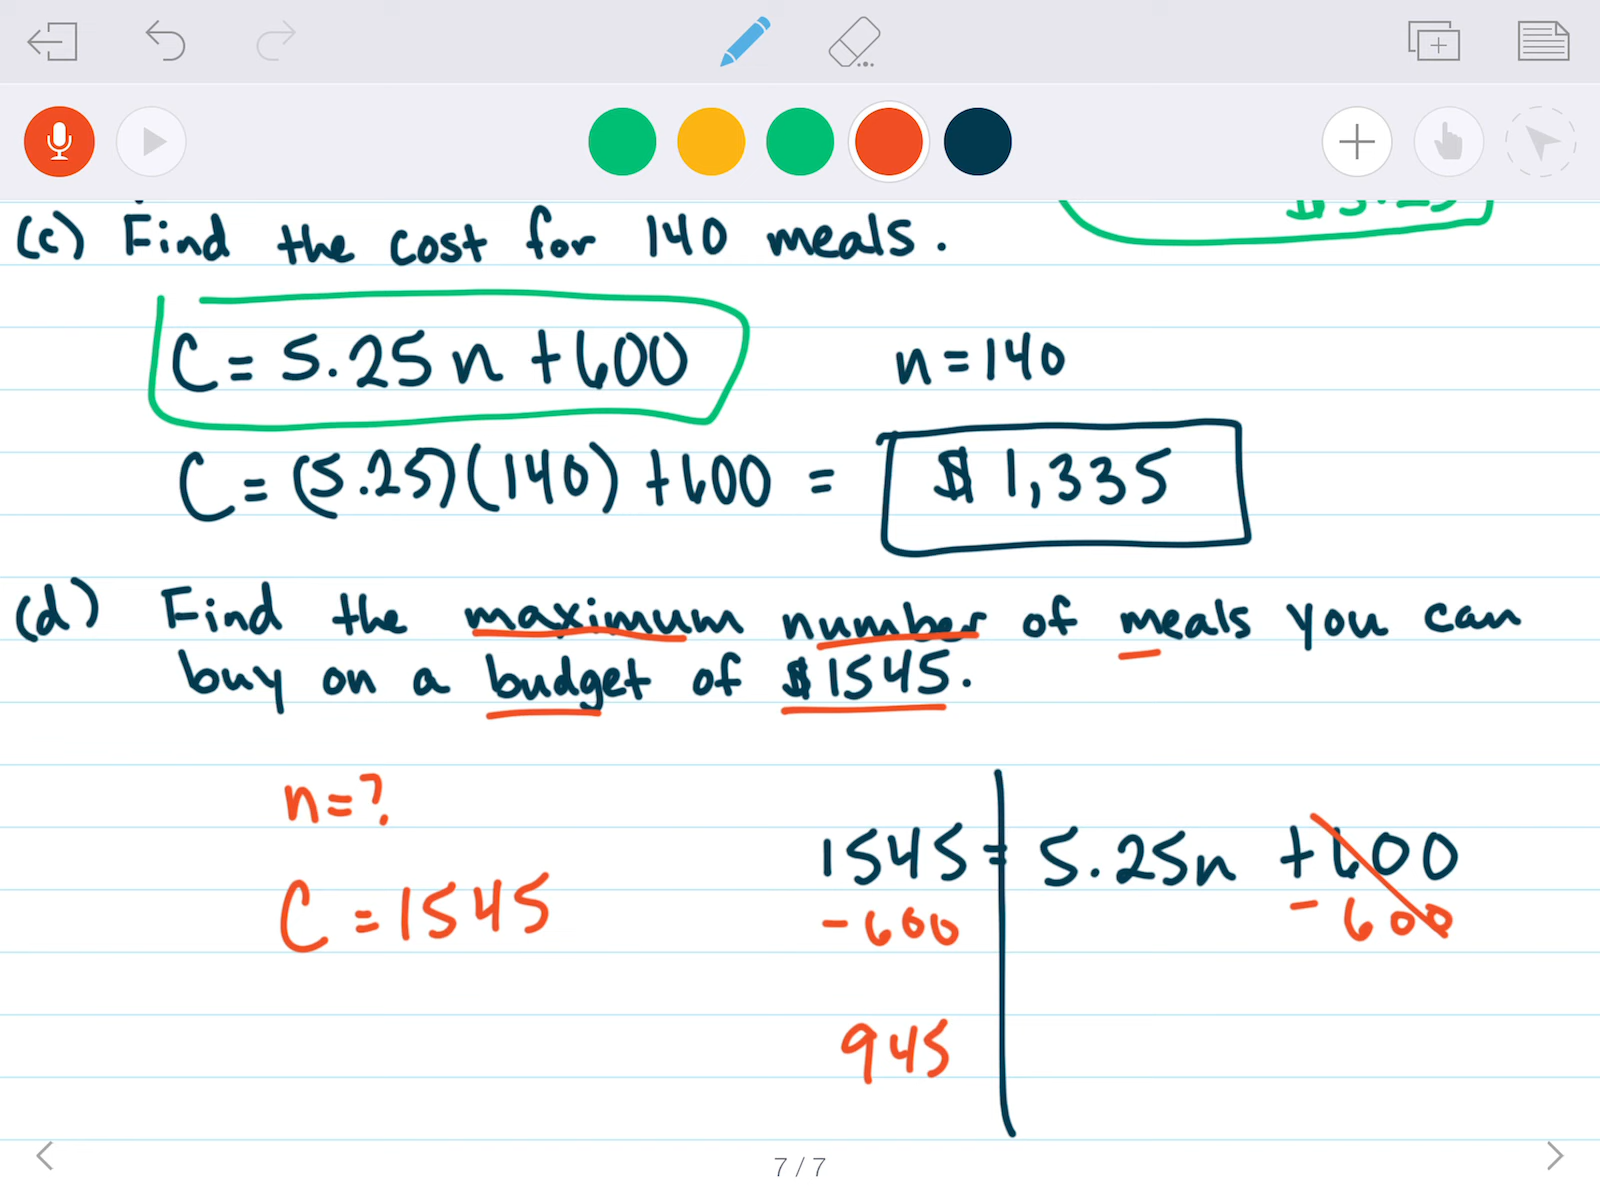 $5.25
(c) Find the cost for 140 meals.
C = 5.25n + 600
n = 140
C = (5.25)(140) + 600 = $1,335
(d) Find the maximum number of meals you can
buy on a budget of $1545.
n = ?
1545 = 5.25n + 600
C = 1545
- 600
- 600
945
7 / 7